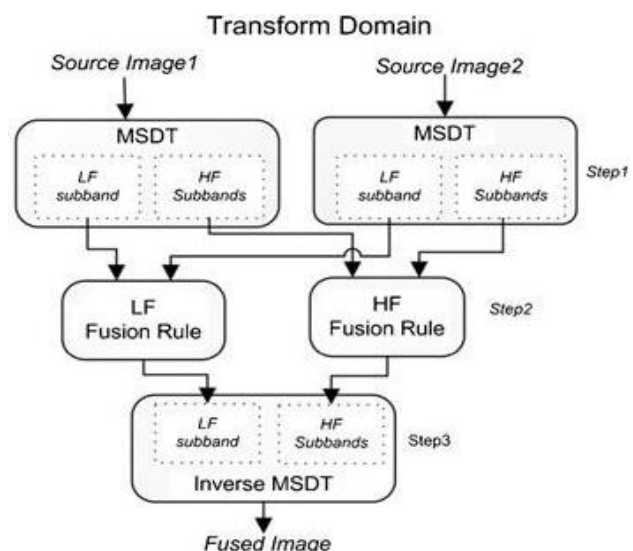 Transform Domain
Source Image1
Source Image2
MSDT
LF
subband
HF
Subbands
MSDT
LF
subband
HF
Subbands
Step1
LF
Fusion Rule
HF
Fusion Rule
Step2
LF
subband
HF
Subbands
Step3
Inverse MSDT
Fused Image